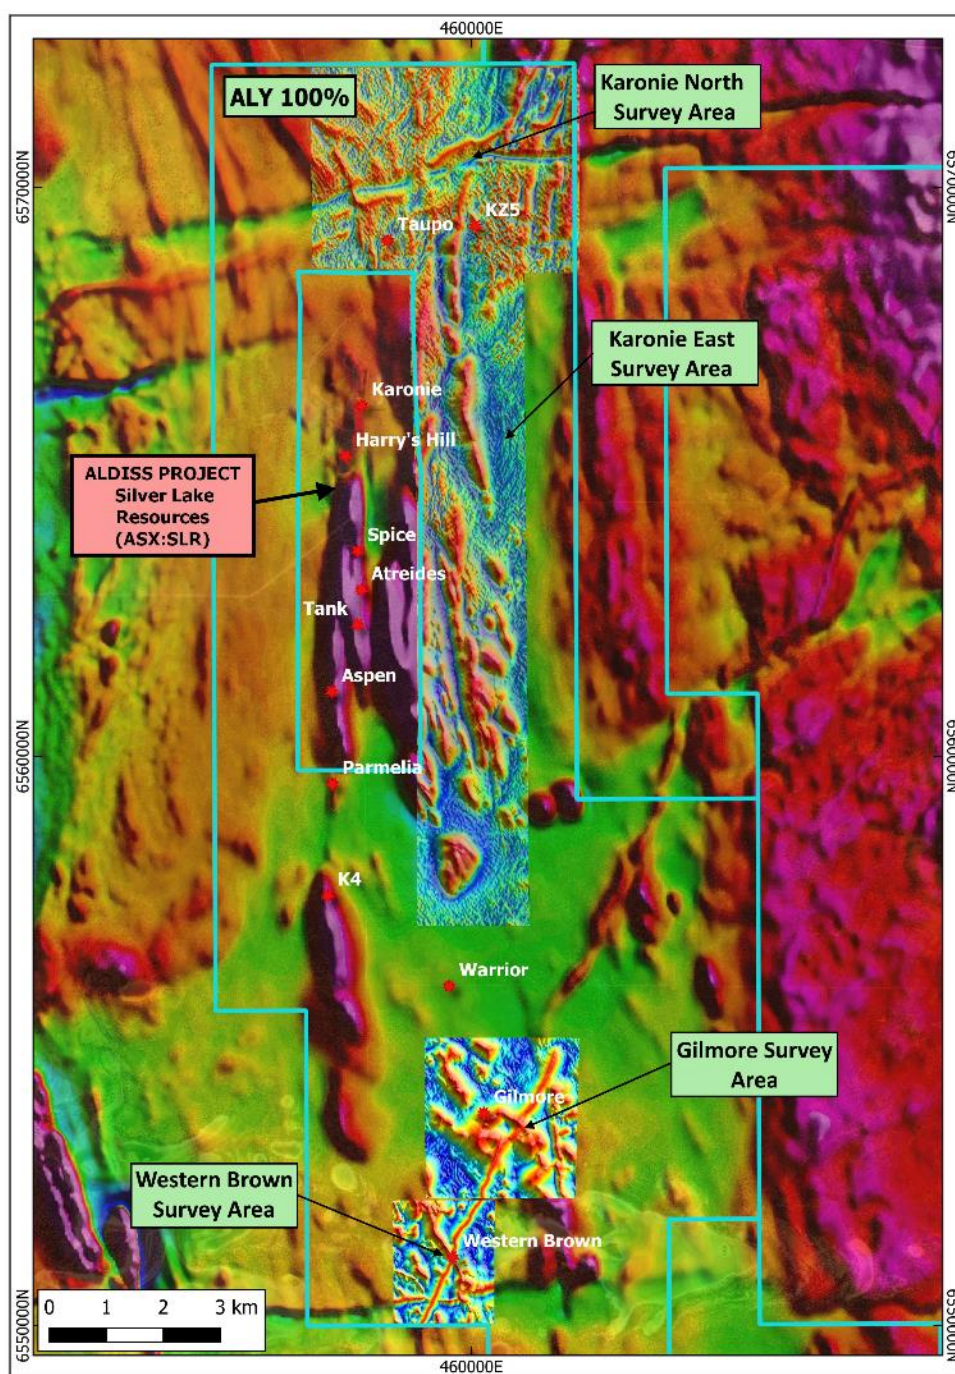 460000E
ALY 100%
Karonie North
Survey Area
6570000N
6570000N
KZ5
Taupo
Karonie East
Survey Area
Karonie
Harry's Hill
ALDISS PROJECT
Silver Lake
Resources
(ASX:SLR)
Spice
Atreides
Tank
Aspen
6560000N
6560000N
Parmelia
K4
Warrior
Gilmore Survey
Area
Gilmore
Western Brown
Survey Area
Western Brown
0 1 2 3 km
6550000N
6550000N
460000E